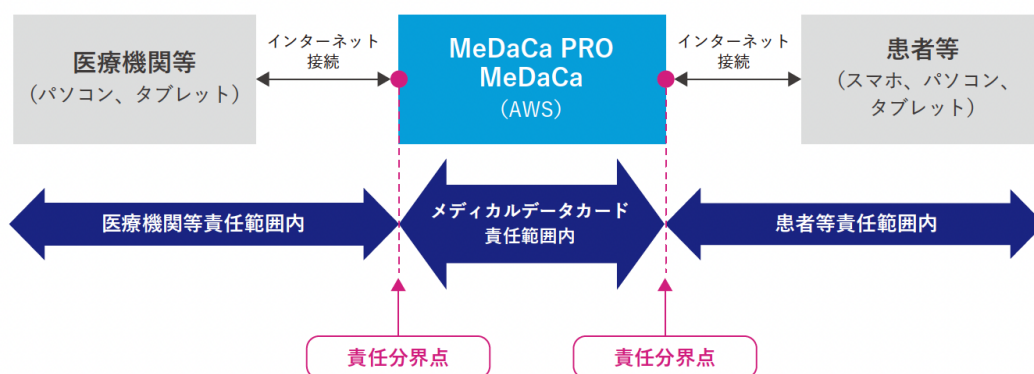 医療機関等
（パソコン、タブレット）
インターネット
接続
MeDaCa PRO
MeDaCa
（AWS）
インターネット
接続
患者等
（スマホ、パソコン、
タブレット）
医療機関等責任範囲内
メディカルデータカード
責任範囲内
患者等責任範囲内
責任分界点
責任分界点